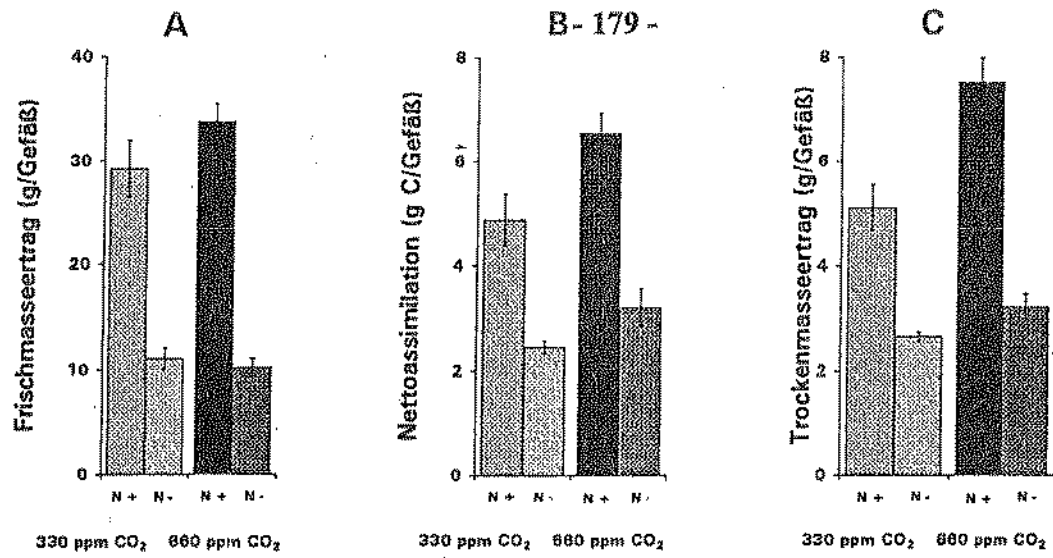 A
B - 179 -
C
Frischmasseertrag (g/Gefäß)
40
30
20
10
0
N + N - N + N -
330 ppm CO₂ 660 ppm CO₂
Nettoassimilation (g C/Gefäß)
8
6
4
2
0
N + N - N + N -
330 ppm CO₂ 660 ppm CO₂
Trockenmasseertrag (g/Gefäß)
8
6
4
2
0
N + N - N + N -
330 ppm CO₂ 660 ppm CO₂